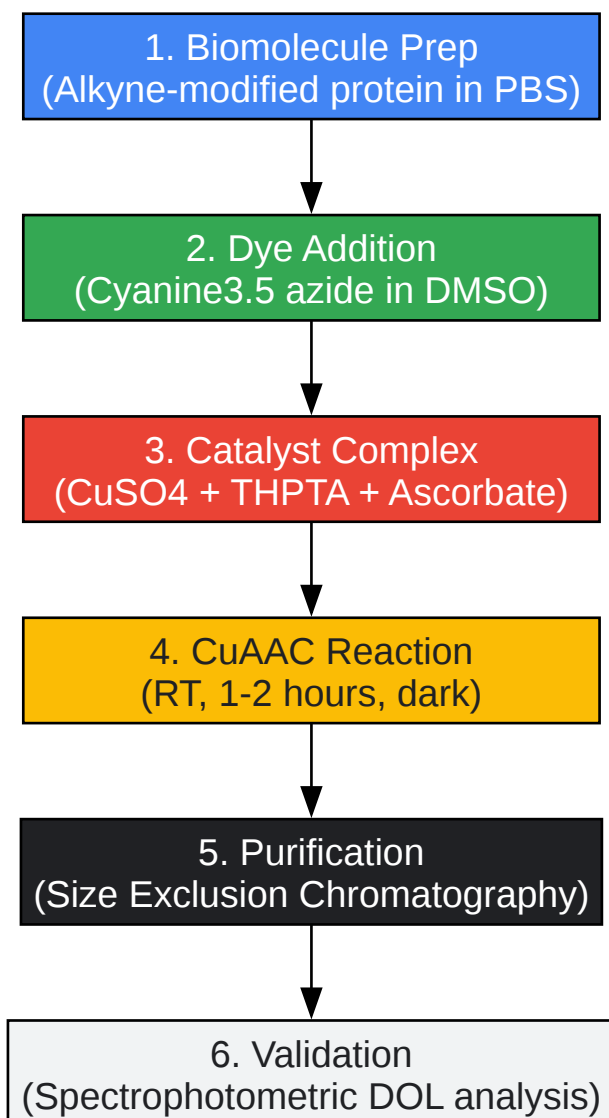 1. Biomolecule Prep
(Alkyne-modified protein in PBS)
2. Dye Addition
(Cyanine3.5 azide in DMSO)
3. Catalyst Complex
(CuSO4 + THPTA + Ascorbate)
4. CuAAC Reaction
(RT, 1-2 hours, dark)
5. Purification
(Size Exclusion Chromatography)
6. Validation
(Spectrophotometric DOL analysis)